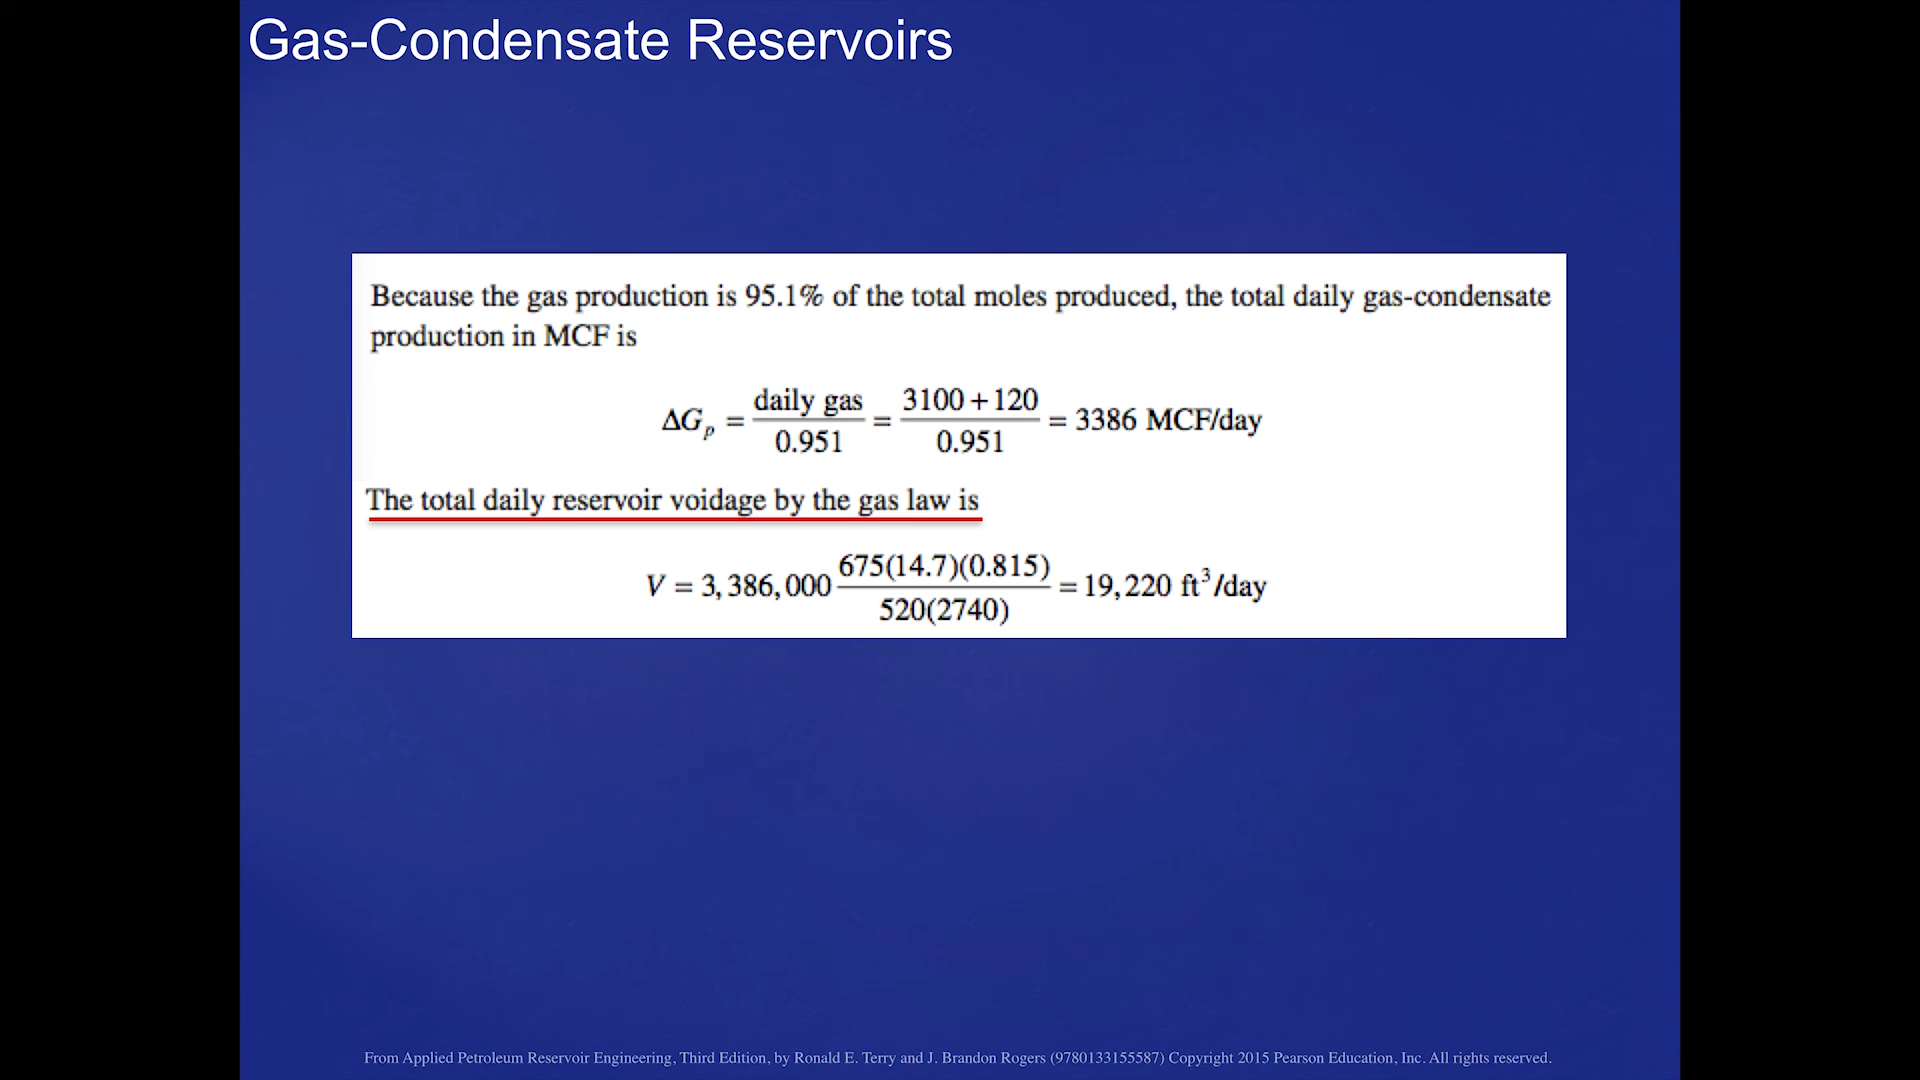 Gas-Condensate Reservoirs
Because the gas production is 95.1% of the total moles produced, the total daily gas-condensate
production in MCF is
ΔG_p = daily gas / 0.951 = 3100 + 120 / 0.951 = 3386 MCF/day
The total daily reservoir voidage by the gas law is
V = 3,386,000 675(14.7)(0.815) / 520(2740) = 19,220 ft³/day
From Applied Petroleum Reservoir Engineering, Third Edition, by Ronald E. Terry and J. Brandon Rogers (9780133155587) Copyright 2015 Pearson Education, Inc. All rights reserved.